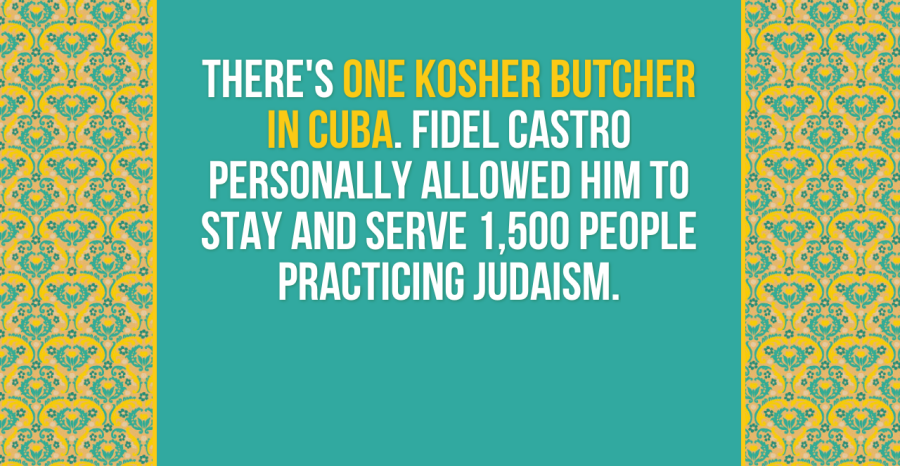 THERE'S ONE KOSHER BUTCHER
IN CUBA. FIDEL CASTRO
PERSONALLY ALLOWED HIM TO
STAY AND SERVE 1,500 PEOPLE
PRACTICING JUDAISM.